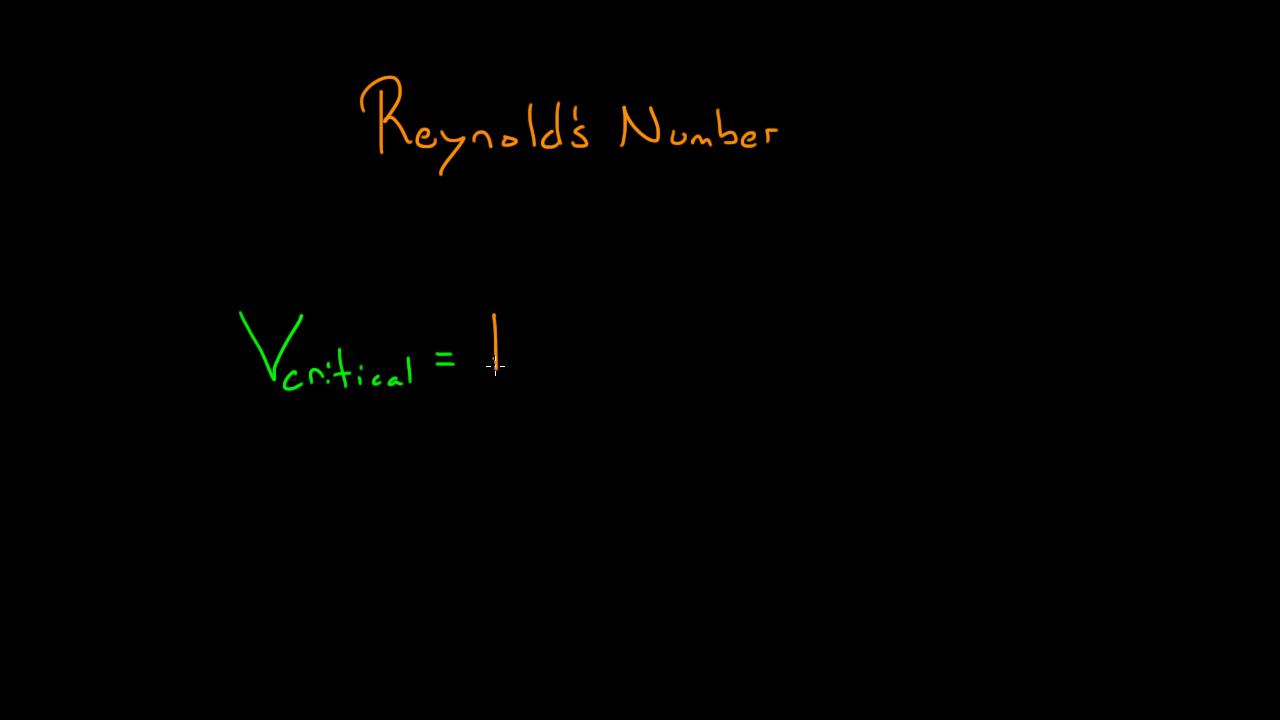 Reynold's Number
Vcritical =